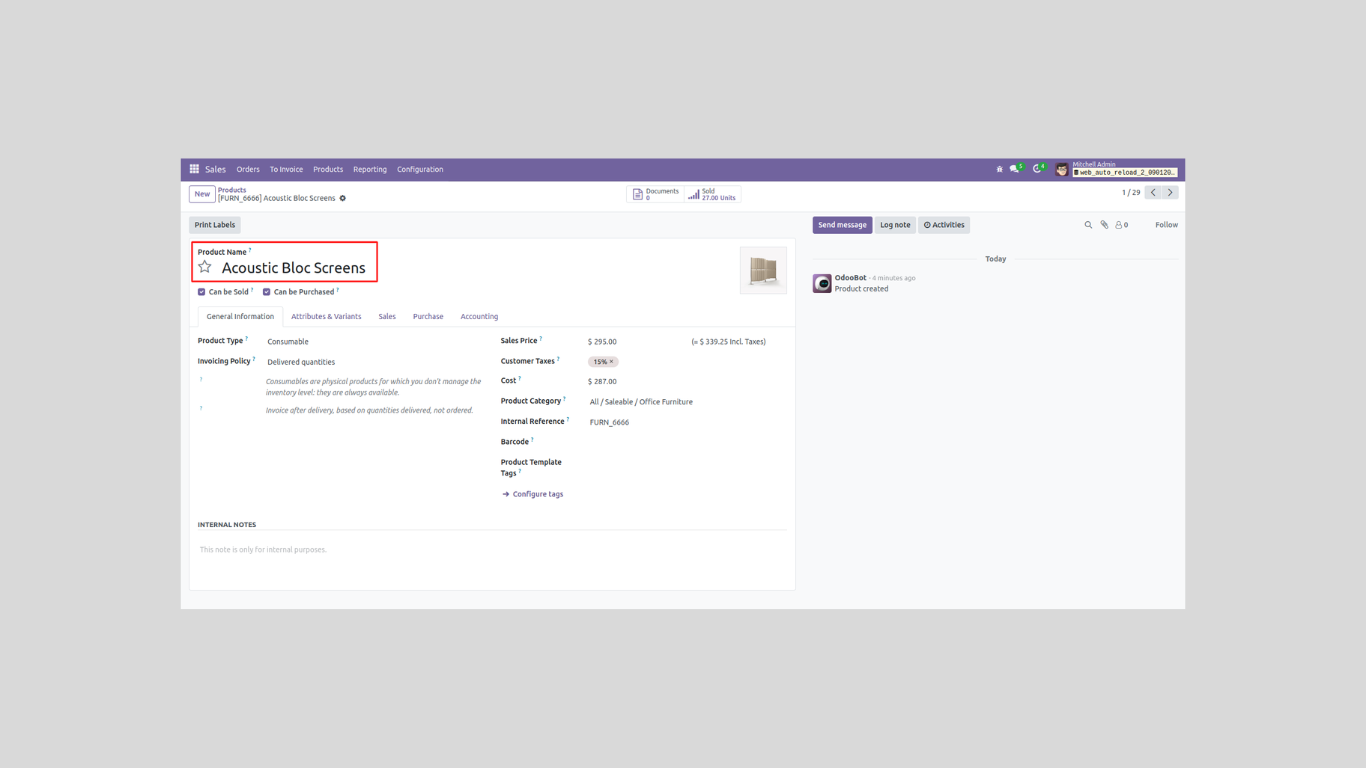 Sales Orders To Invoice Products Reporting Configuration 5 4 Mitchell Admin
web_auto_reload_2_090120...
New Products
[FURN_6666] Acoustic Bloc Screens
Documents
0
Sold
27.00 Units
1 / 29
Print Labels
Send message Log note Activities 0 Follow
Product Name ?
Acoustic Bloc Screens
Can be Sold ? Can be Purchased ?
General Information Attributes & Variants Sales Purchase Accounting
Product Type ? Consumable
Invoicing Policy ? Delivered quantities
? Consumables are physical products for which you don't manage the
inventory level: they are always available.
? Invoice after delivery, based on quantities delivered, not ordered.
Sales Price ? $ 295.00 (= $ 339.25 Incl. Taxes)
Customer Taxes ? 15% ×
Cost ? $ 287.00
Product Category ? All / Saleable / Office Furniture
Internal Reference ? FURN_6666
Barcode ?
Product Template
Tags ?
Configure tags
INTERNAL NOTES
This note is only for internal purposes.
Today
OdooBot - 4 minutes ago
Product created